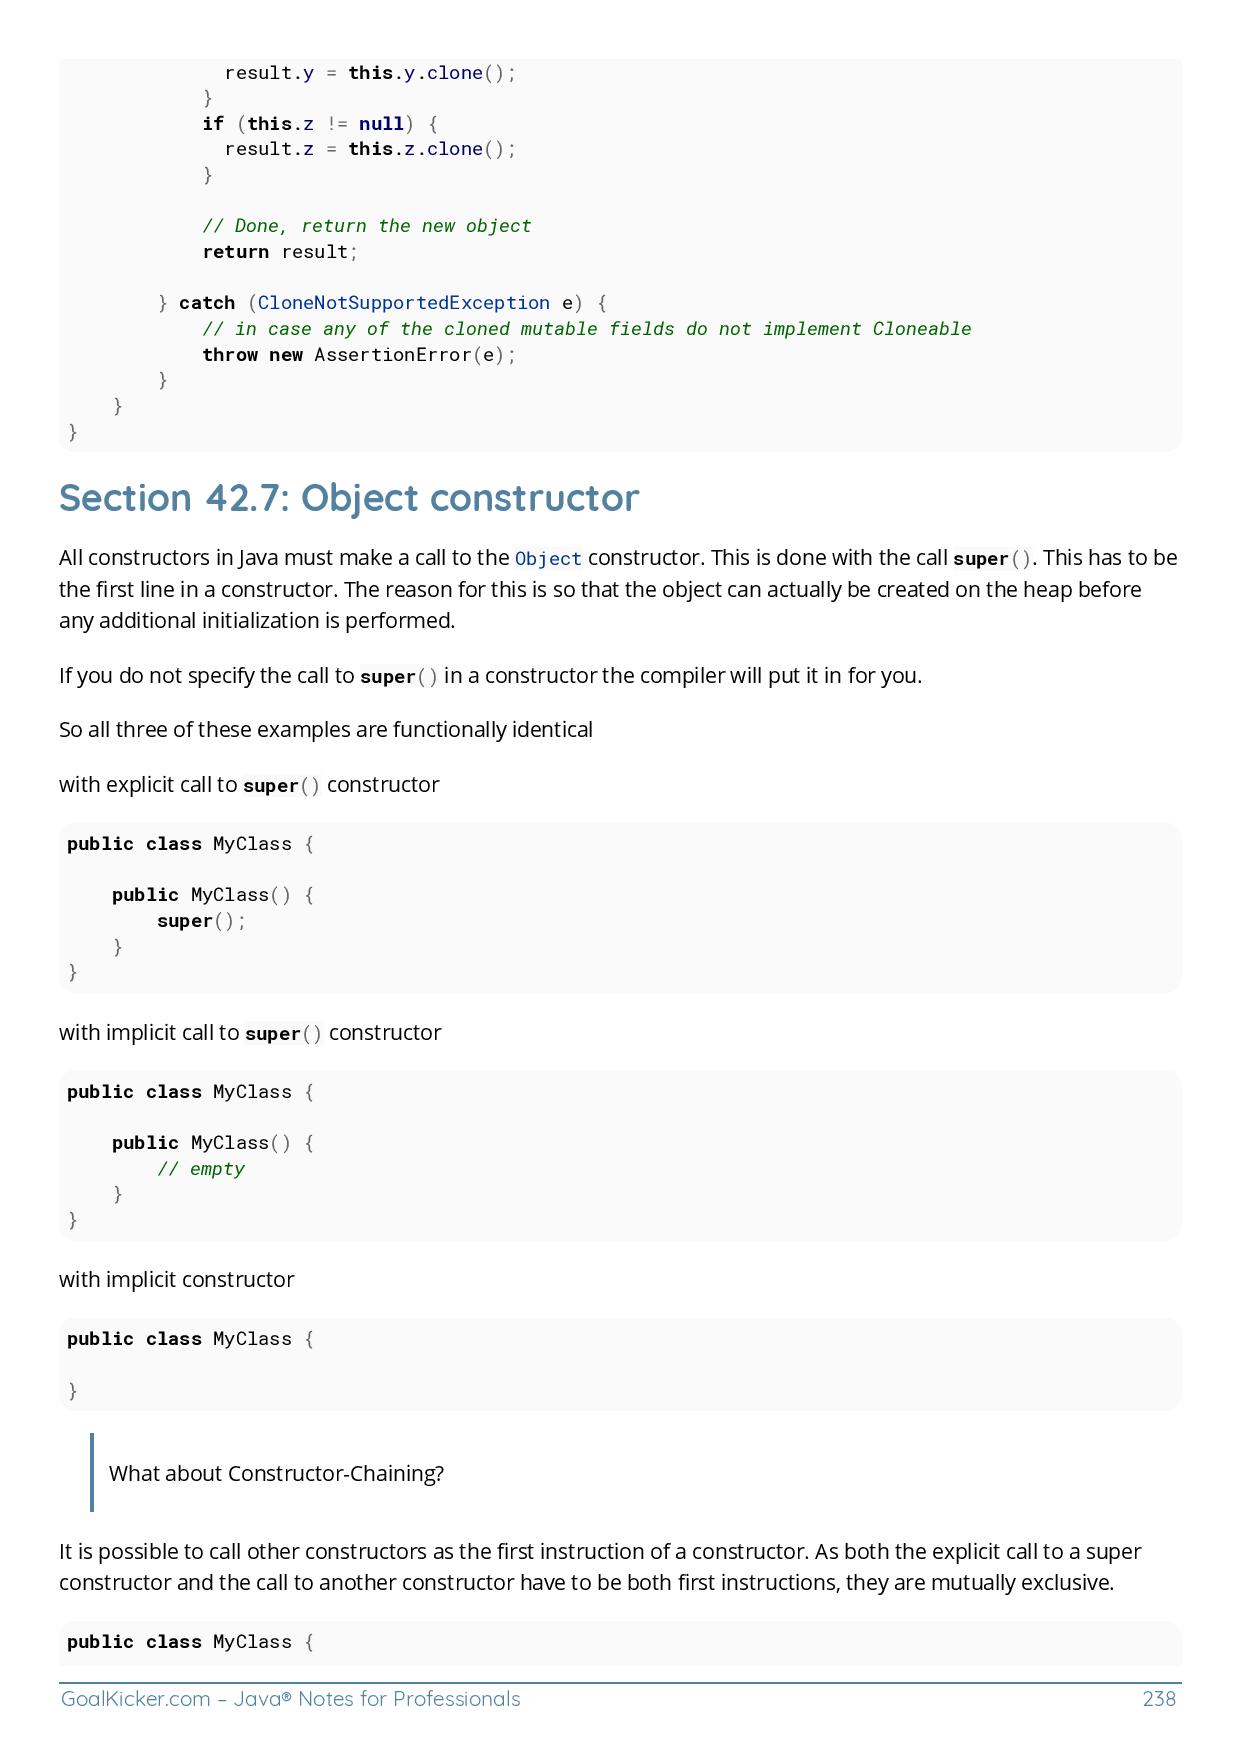 result.y = this.y.clone();
}
if (this.z != null) {
result.z = this.z.clone();
}
// Done, return the new object
return result;
} catch (CloneNotSupportedException e) {
// in case any of the cloned mutable fields do not implement Cloneable
throw new AssertionError(e);
}
}
}
Section 42.7: Object constructor
All constructors in Java must make a call to the Object constructor. This is done with the call super(). This has to be
the first line in a constructor. The reason for this is so that the object can actually be created on the heap before
any additional initialization is performed.
If you do not specify the call to super() in a constructor the compiler will put it in for you.
So all three of these examples are functionally identical
with explicit call to super() constructor
public class MyClass {
public MyClass() {
super();
}
}
with implicit call to super() constructor
public class MyClass {
public MyClass() {
// empty
}
}
with implicit constructor
public class MyClass {
}
What about Constructor-Chaining?
It is possible to call other constructors as the first instruction of a constructor. As both the explicit call to a super
constructor and the call to another constructor have to be both first instructions, they are mutually exclusive.
public class MyClass {
GoalKicker.com – Java® Notes for Professionals
238